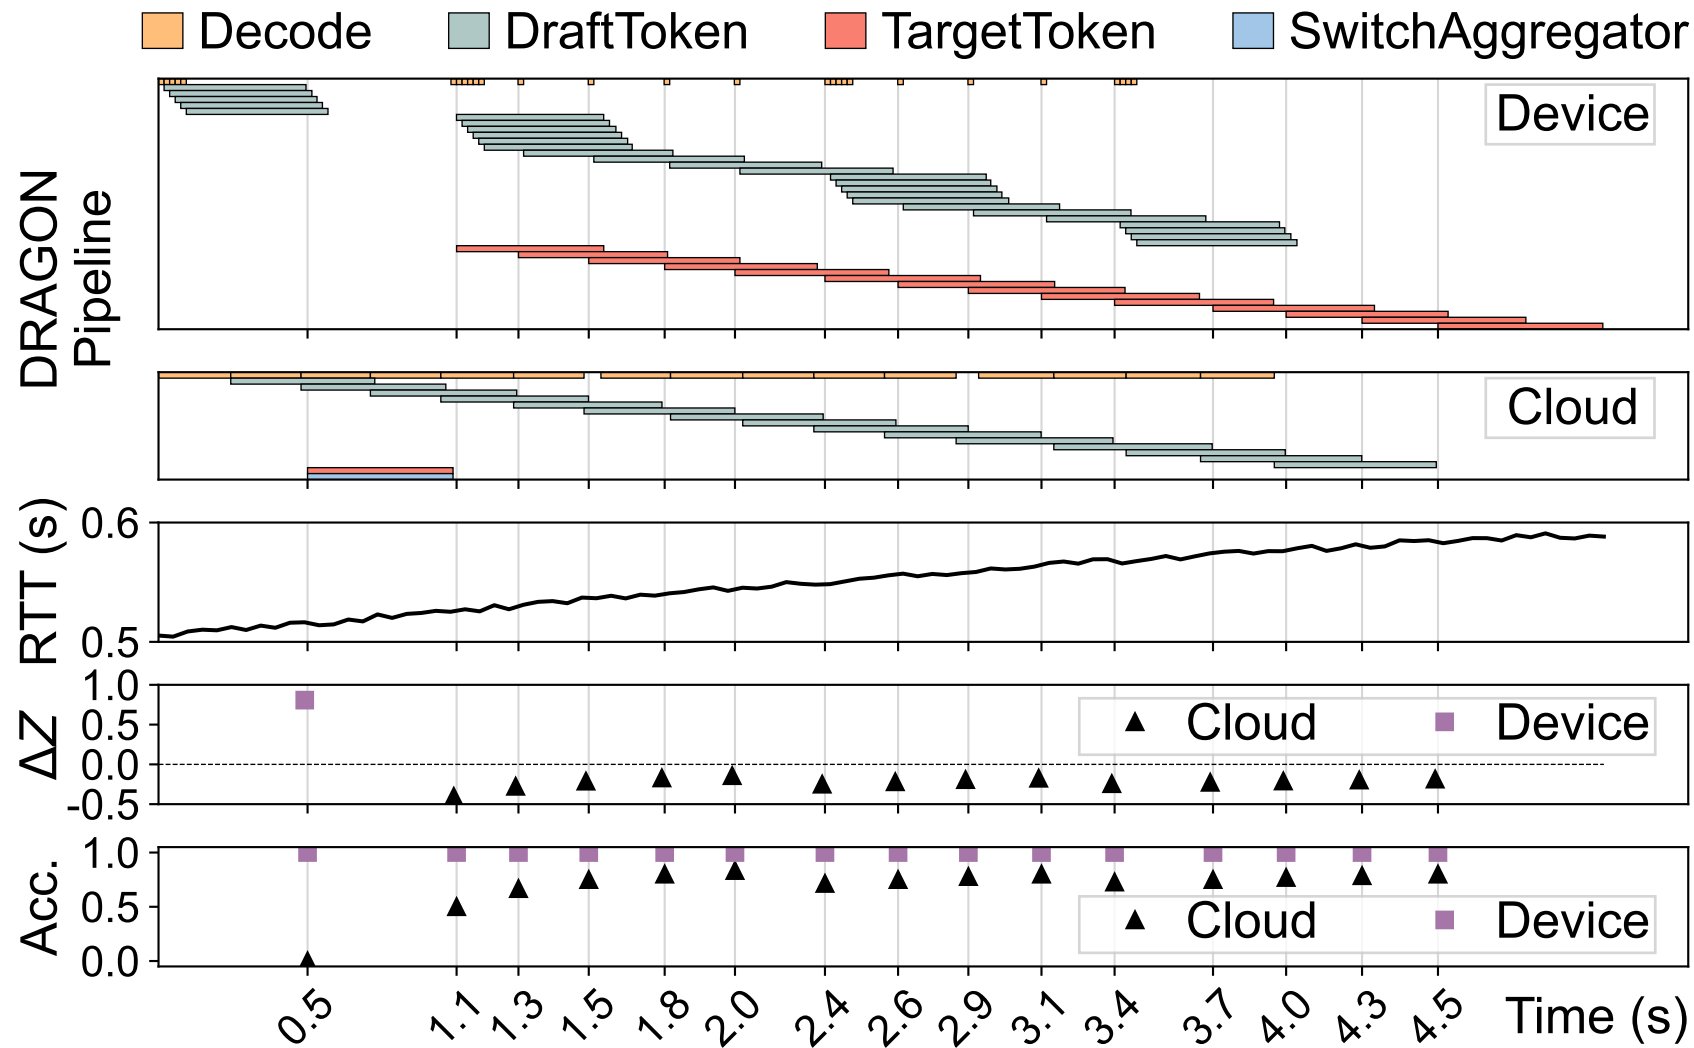 Decode DraftToken TargetToken SwitchAggregator
DRAGON
Pipeline
Device
Cloud
RTT (s)
0.6
0.5
ΔZ
1.0
0.5
0.0
-0.5
Cloud Device
Acc.
1.0
0.5
0.0
Cloud Device
0.5 1.1 1.3 1.5 1.8 2.0 2.4 2.6 2.9 3.1 3.4 3.7 4.0 4.3 4.5 Time (s)